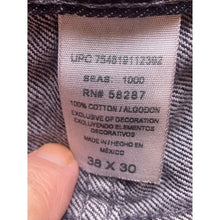 UPC 754819112392
SEAS: 1000
RN# 58287
100% COTTON / ALGODON
EXCLUSIVE OF DECORATION
EXCLUYENDO ELEMENTOS
DECORATIVOS
MADE IN / HECHO EN
MÉXICO
38 X 30